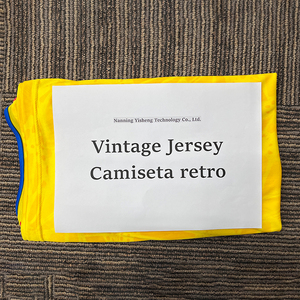 Nanning Yisheng Technology Co., Ltd.
Vintage Jersey
Camiseta retro